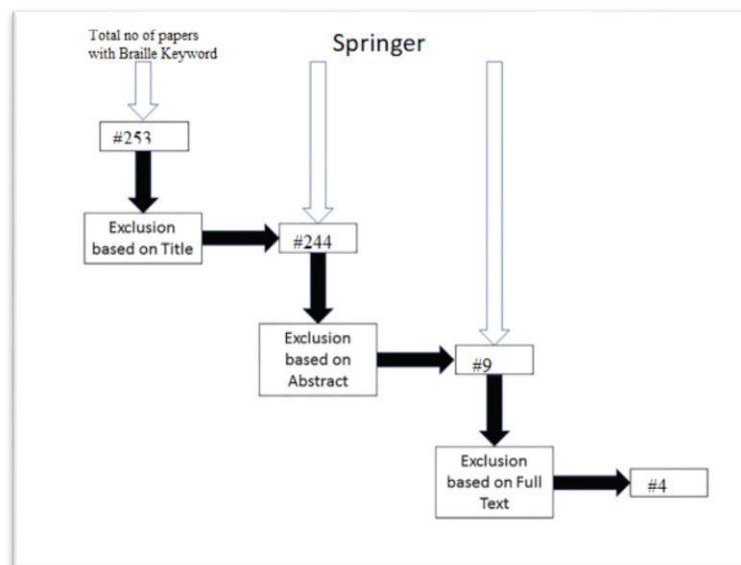 Total no of papers
with Braille Keyword
Springer
#253
Exclusion
based on Title
#244
Exclusion
based on
Abstract
#9
Exclusion
based on Full
Text
#4